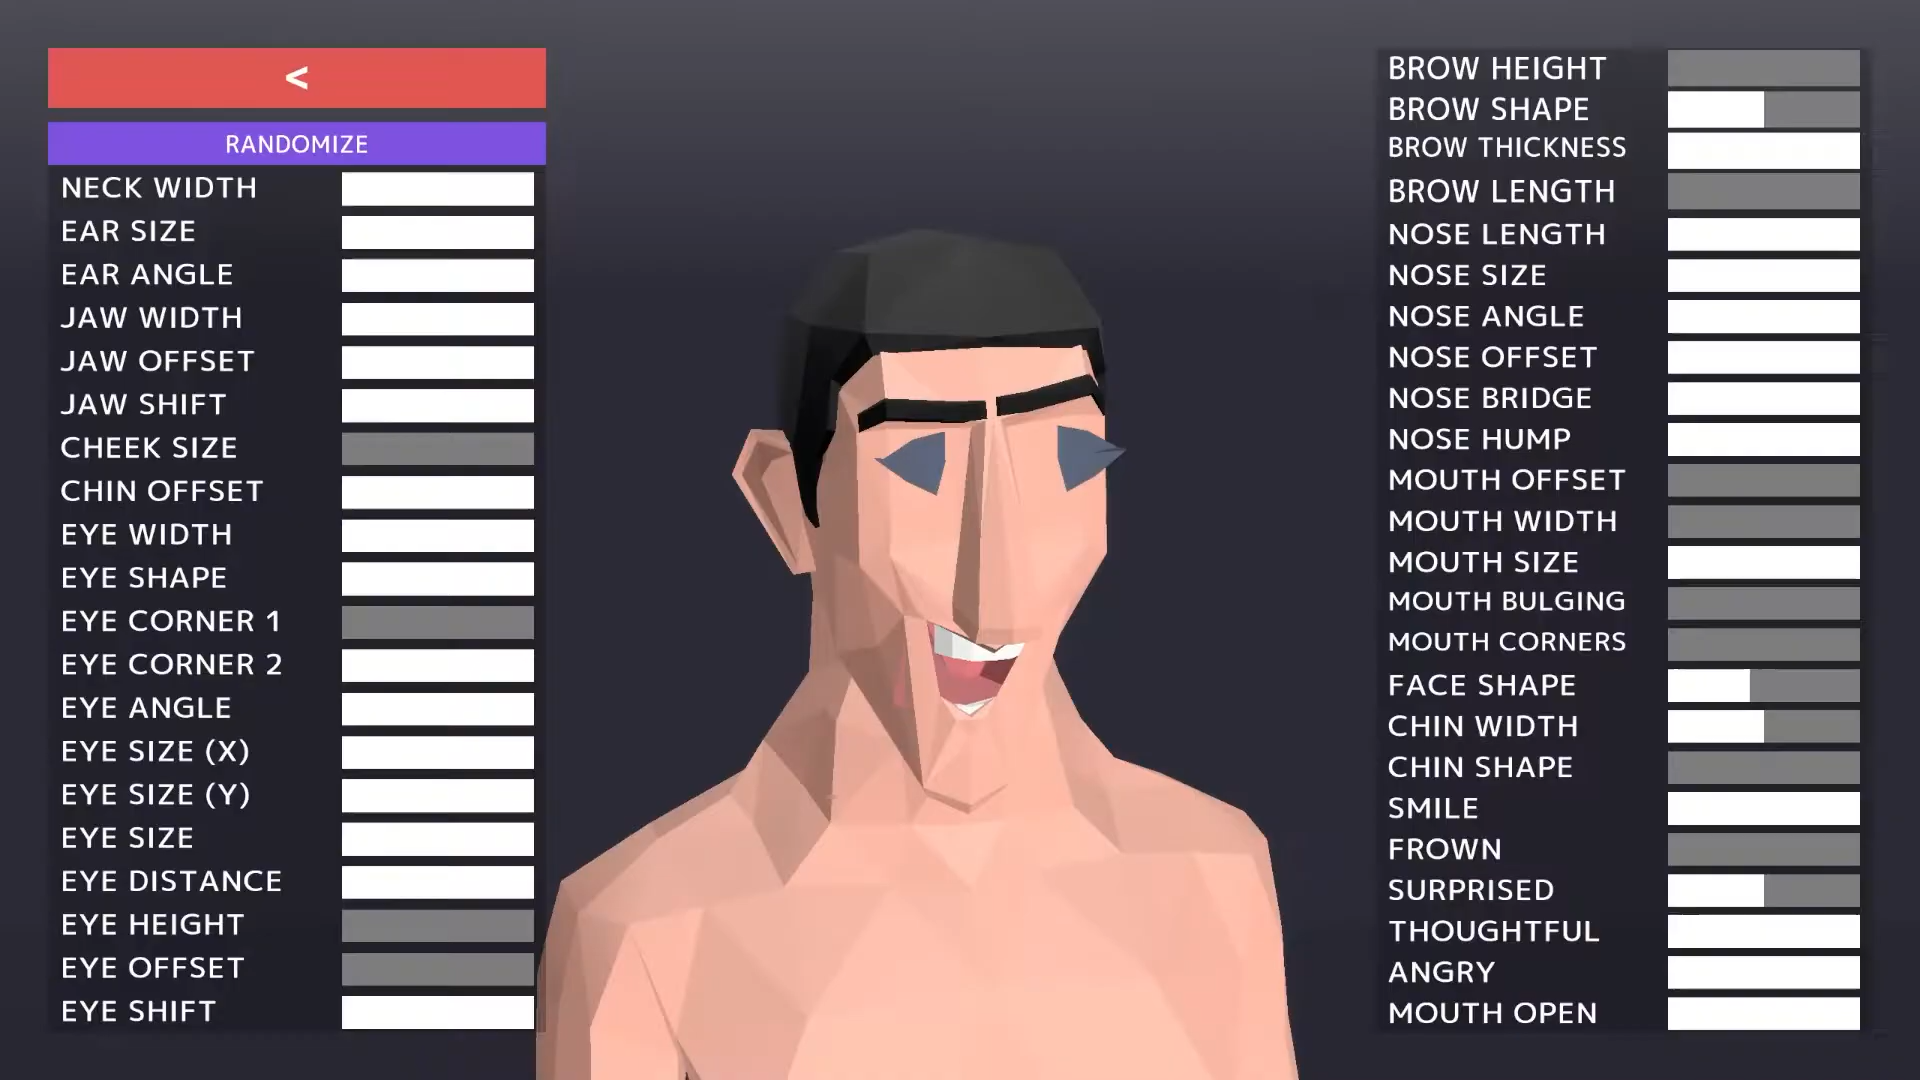 <
RANDOMIZE
NECK WIDTH
EAR SIZE
EAR ANGLE
JAW WIDTH
JAW OFFSET
JAW SHIFT
CHEEK SIZE
CHIN OFFSET
EYE WIDTH
EYE SHAPE
EYE CORNER 1
EYE CORNER 2
EYE ANGLE
EYE SIZE (X)
EYE SIZE (Y)
EYE SIZE
EYE DISTANCE
EYE HEIGHT
EYE OFFSET
EYE SHIFT
BROW HEIGHT
BROW SHAPE
BROW THICKNESS
BROW LENGTH
NOSE LENGTH
NOSE SIZE
NOSE ANGLE
NOSE OFFSET
NOSE BRIDGE
NOSE HUMP
MOUTH OFFSET
MOUTH WIDTH
MOUTH SIZE
MOUTH BULGING
MOUTH CORNERS
FACE SHAPE
CHIN WIDTH
CHIN SHAPE
SMILE
FROWN
SURPRISED
THOUGHTFUL
ANGRY
MOUTH OPEN